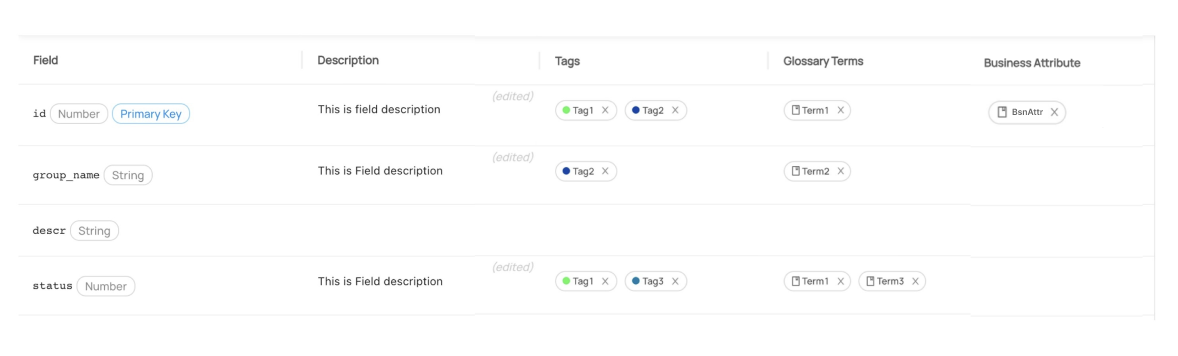 Field Description Tags Glossary Terms Business Attribute
id Number Primary Key This is field description (edited) Tag1 X Tag2 X Term1 X BsnAttr X
group_name String This is Field description (edited) Tag2 X Term2 X
descr String
status Number This is Field description (edited) Tag1 X Tag3 X Term1 X Term3 X